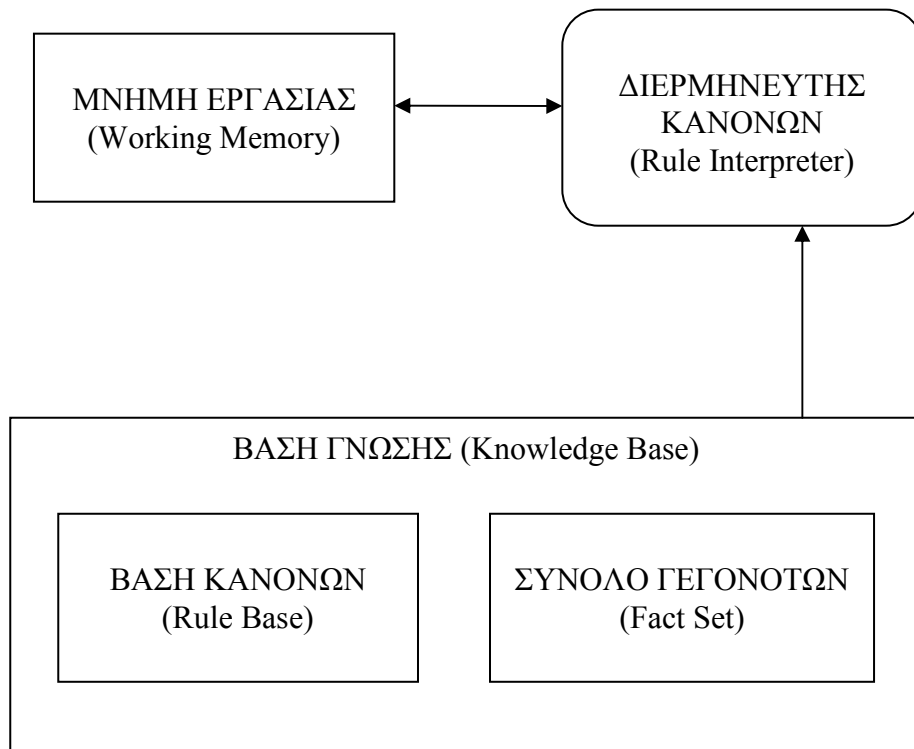 ΜΝΗΜΗ ΕΡΓΑΣΙΑΣ
(Working Memory)
ΔΙΕΡΜΗΝΕΥΤΗΣ
ΚΑΝΟΝΩΝ
(Rule Interpreter)
ΒΑΣΗ ΓΝΩΣΗΣ (Knowledge Base)
ΒΑΣΗ ΚΑΝΟΝΩΝ
(Rule Base)
ΣΥΝΟΛΟ ΓΕΓΟΝΟΤΩΝ
(Fact Set)